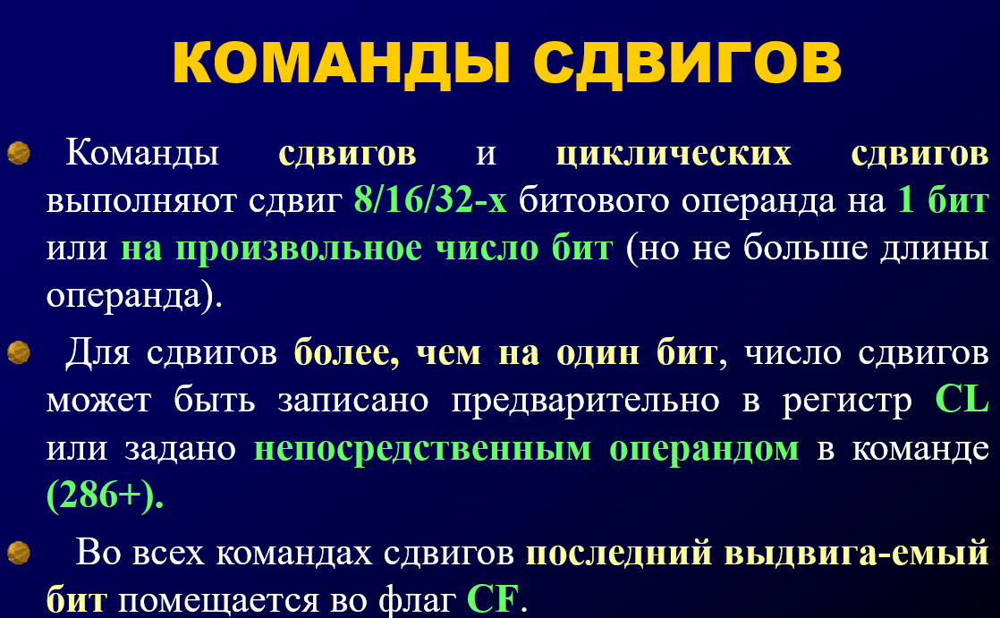 КОМАНДЫ СДВИГОВ
Команды сдвигов и циклических сдвигов
выполняют сдвиг 8/16/32-х битового операнда на 1 бит
или на произвольное число бит (но не больше длины
операнда).
Для сдвигов более, чем на один бит, число сдвигов
может быть записано предварительно в регистр CL
или задано непосредственным операндом в команде
(286+).
Во всех командах сдвигов последний выдвига-емый
бит помещается во флаг CF.